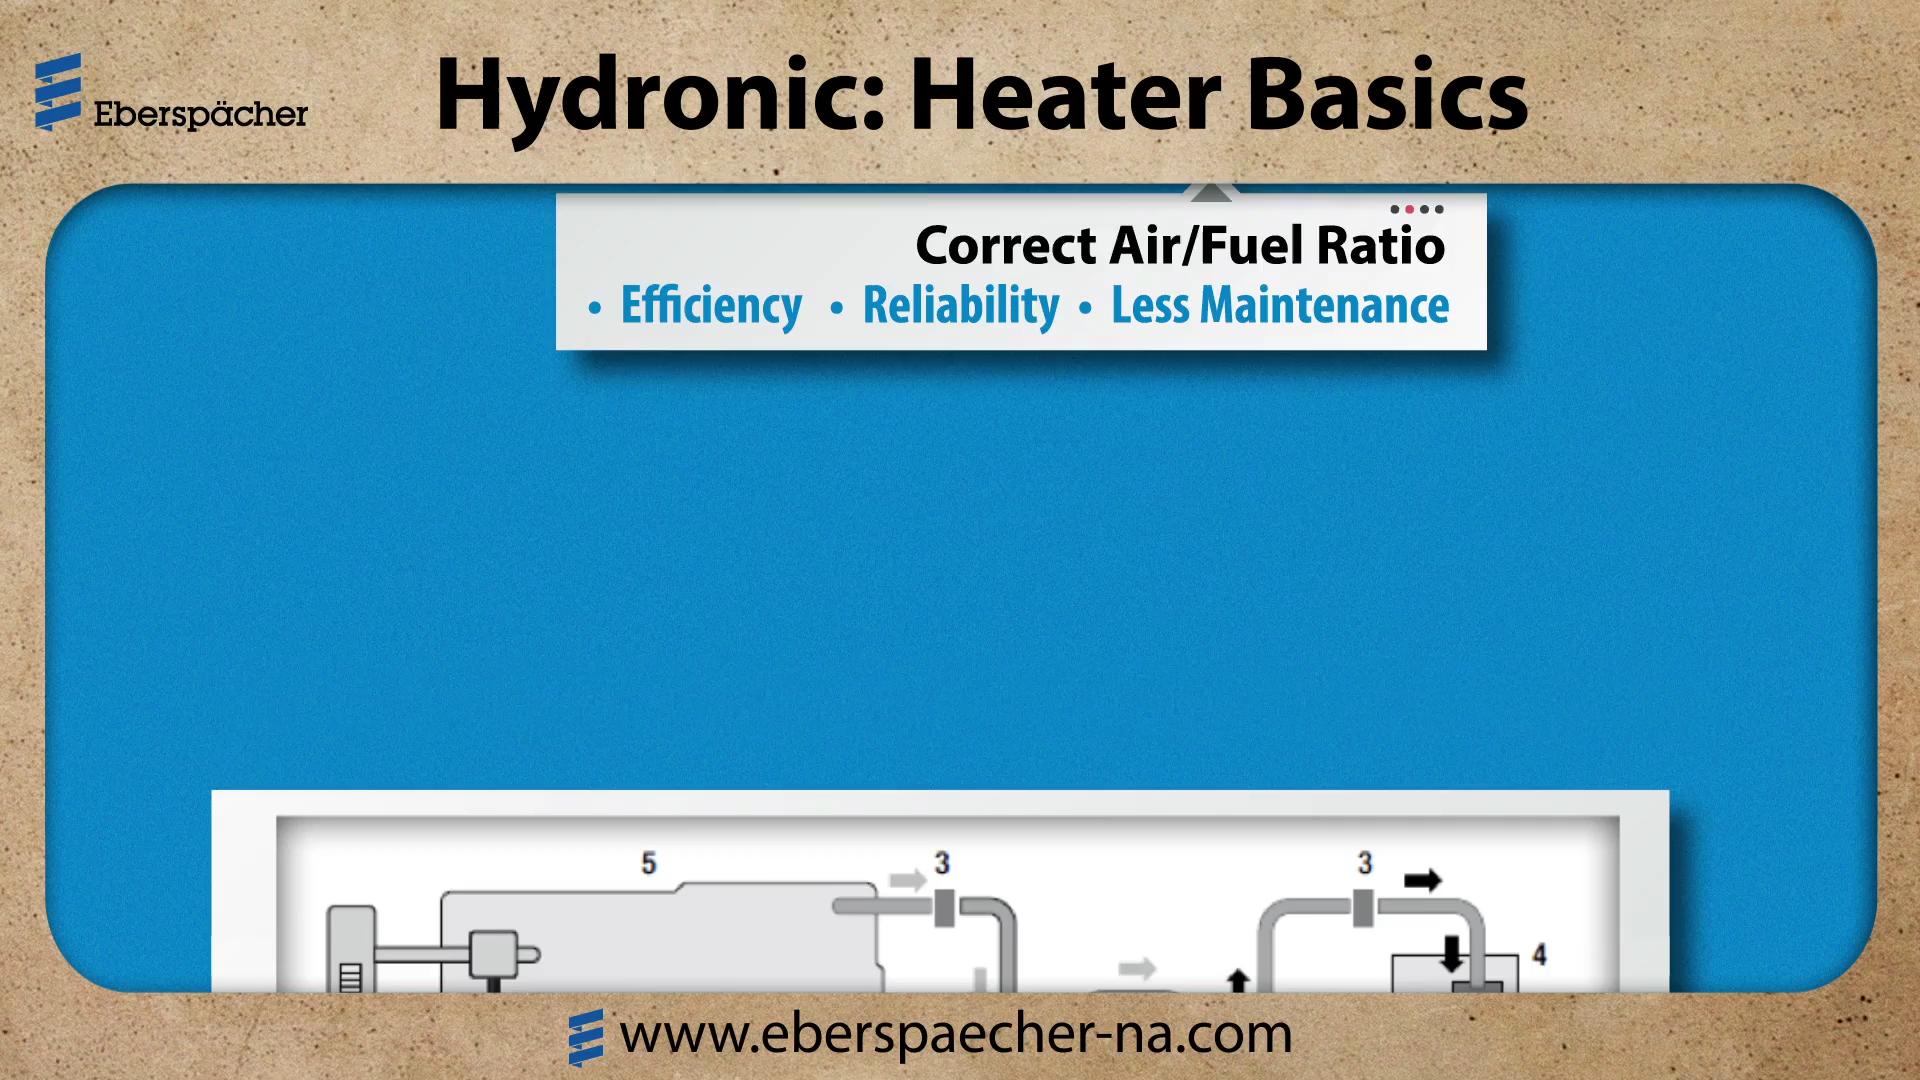 Eberspächer
Hydronic: Heater Basics
Correct Air/Fuel Ratio
• Efficiency • Reliability • Less Maintenance
5
3
3
4
www.eberspaecher-na.com